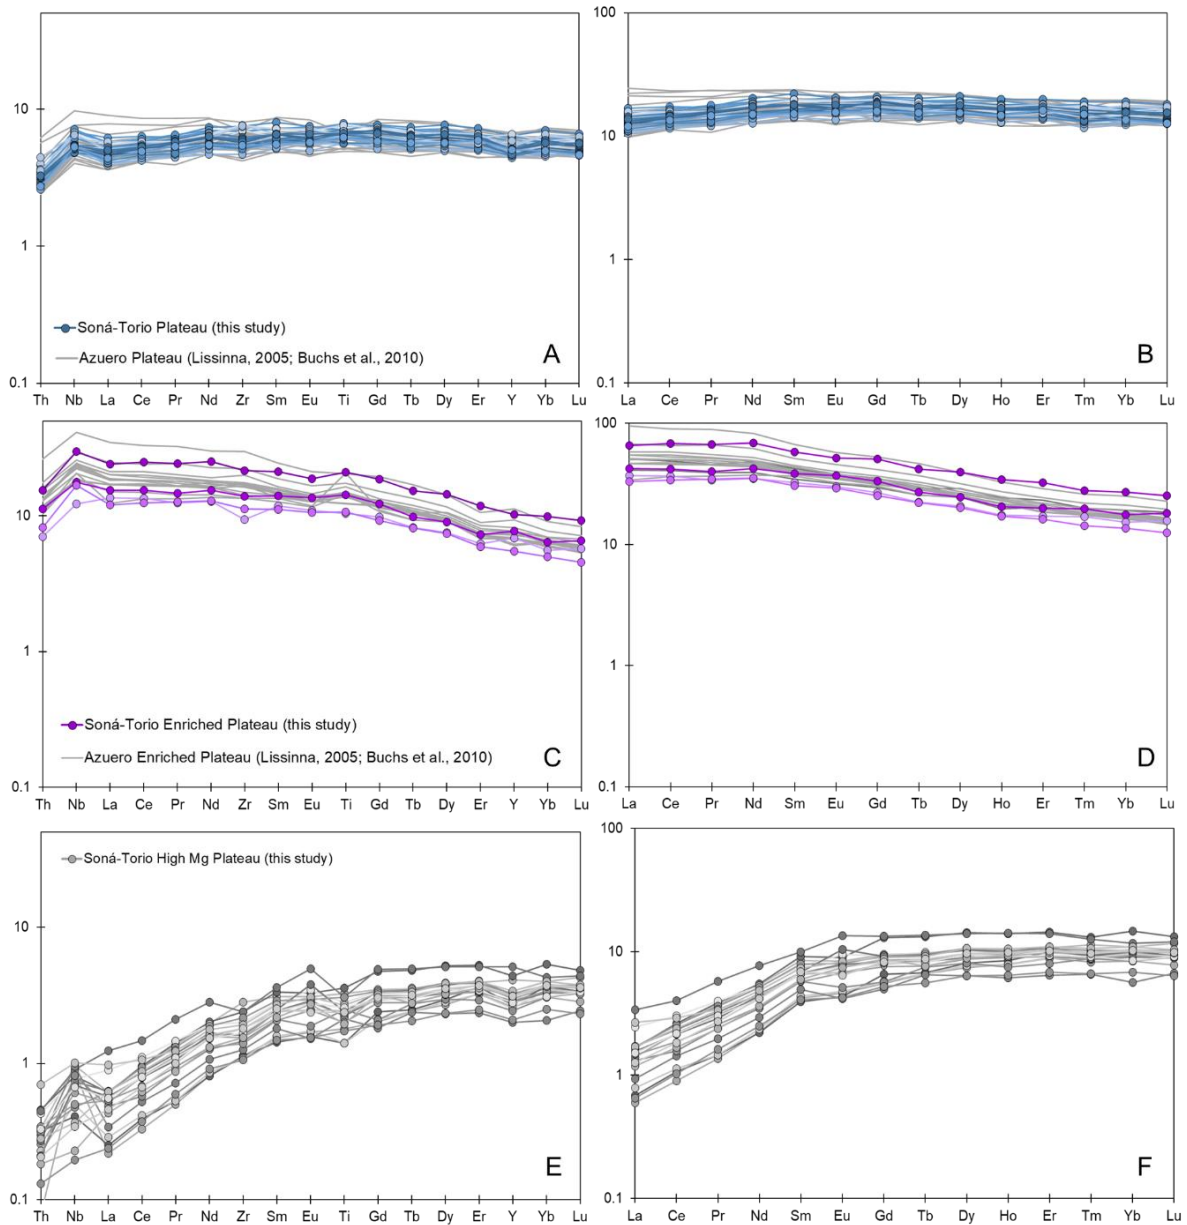 10
1
0.1
Soná-Torio Plateau (this study)
Azuero Plateau (Lissinna, 2005; Buchs et al., 2010)
A
Th Nb La Ce Pr Nd Zr Sm Eu Ti Gd Tb Dy Er Y Yb Lu
100
10
1
0.1
B
La Ce Pr Nd Sm Eu Gd Tb Dy Ho Er Tm Yb Lu
10
1
0.1
Soná-Torio Enriched Plateau (this study)
Azuero Enriched Plateau (Lissinna, 2005; Buchs et al., 2010)
C
Th Nb La Ce Pr Nd Zr Sm Eu Ti Gd Tb Dy Er Y Yb Lu
100
10
1
0.1
D
La Ce Pr Nd Sm Eu Gd Tb Dy Ho Er Tm Yb Lu
Soná-Torio High Mg Plateau (this study)
10
1
0.1
E
Th Nb La Ce Pr Nd Zr Sm Eu Ti Gd Tb Dy Er Y Yb Lu
100
10
1
0.1
F
La Ce Pr Nd Sm Eu Gd Tb Dy Ho Er Tm Yb Lu